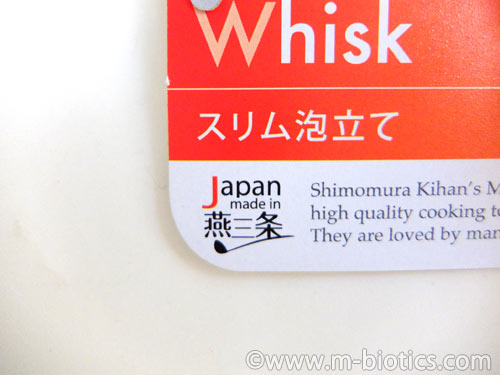 Whisk
スリム泡立て
Japan
made in
燕三条
Shimomura Kihan's M
high quality cooking to
They are loved by man
©www.m-biotics.com